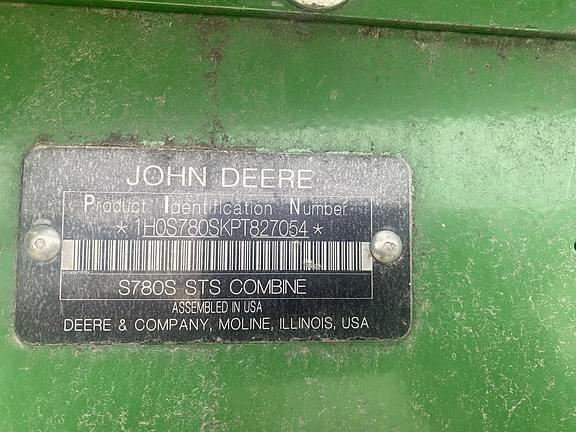 JOHN DEERE
Product Identification Number
*1H0S780SKPT827054*
S780S STS COMBINE
ASSEMBLED IN USA
DEERE & COMPANY, MOLINE, ILLINOIS, USA